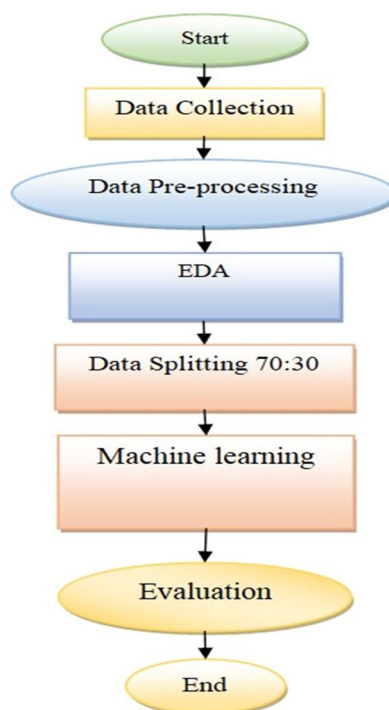 Start
Data Collection
Data Pre-processing
EDA
Data Splitting 70:30
Machine learning
Evaluation
End